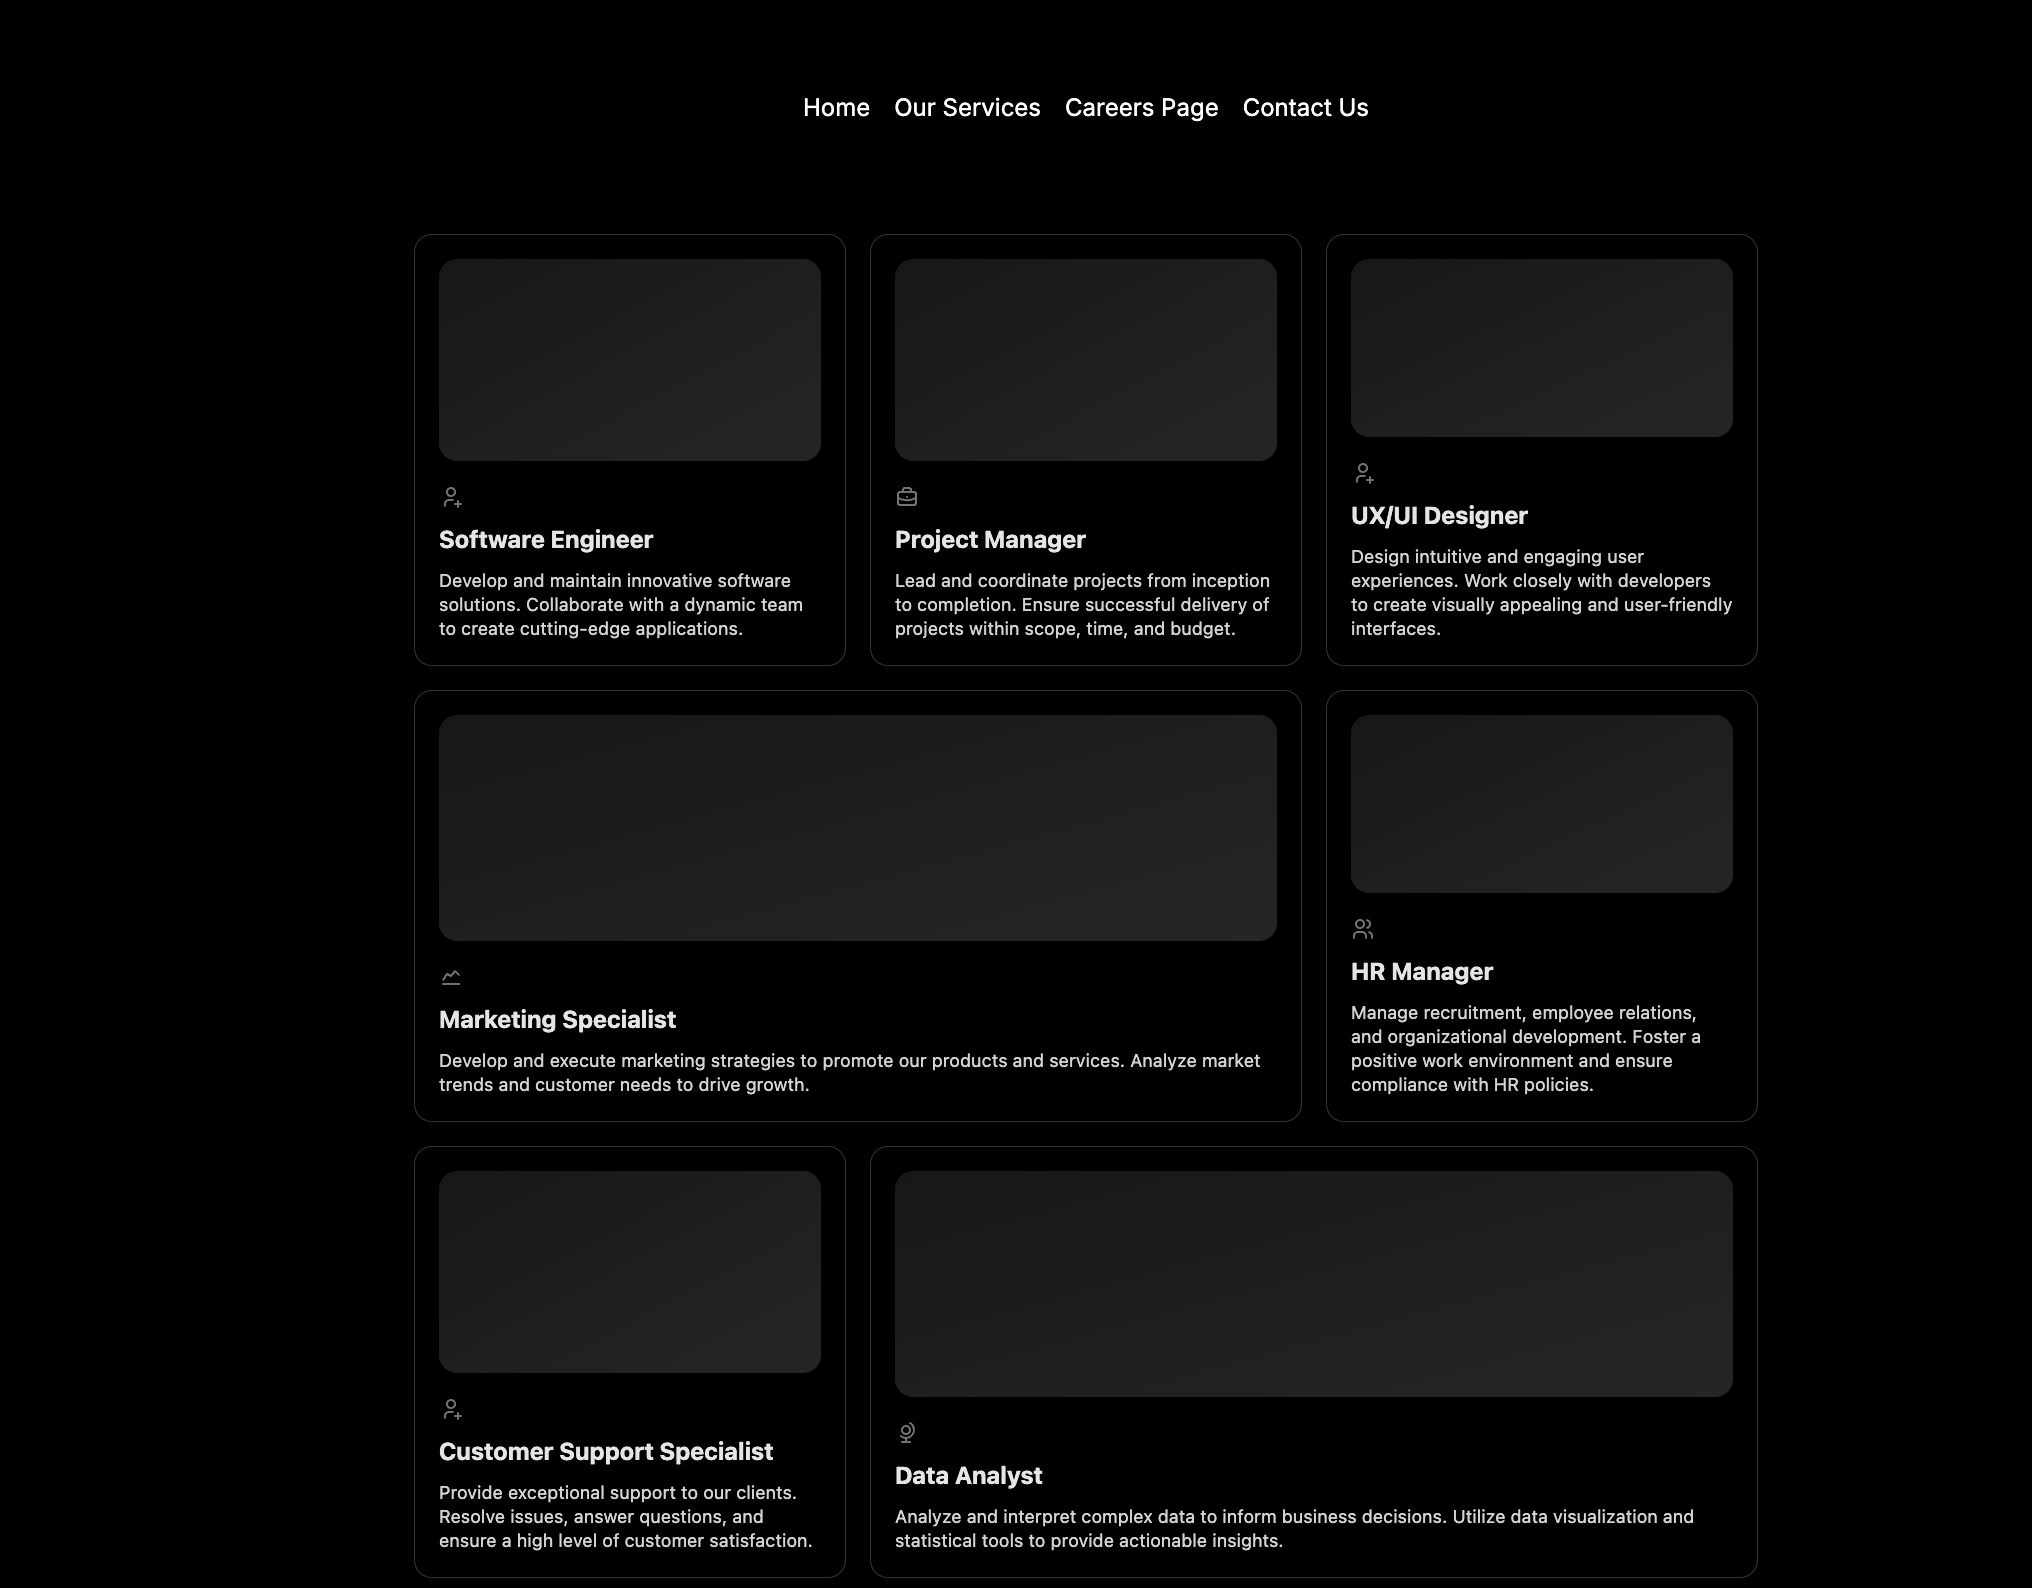 Home Our Services Careers Page Contact Us
Software Engineer
Develop and maintain innovative software
solutions. Collaborate with a dynamic team
to create cutting-edge applications.
Project Manager
Lead and coordinate projects from inception
to completion. Ensure successful delivery of
projects within scope, time, and budget.
UX/UI Designer
Design intuitive and engaging user
experiences. Work closely with developers
to create visually appealing and user-friendly
interfaces.
Marketing Specialist
Develop and execute marketing strategies to promote our products and services. Analyze market
trends and customer needs to drive growth.
HR Manager
Manage recruitment, employee relations,
and organizational development. Foster a
positive work environment and ensure
compliance with HR policies.
Customer Support Specialist
Provide exceptional support to our clients.
Resolve issues, answer questions, and
ensure a high level of customer satisfaction.
Data Analyst
Analyze and interpret complex data to inform business decisions. Utilize data visualization and
statistical tools to provide actionable insights.